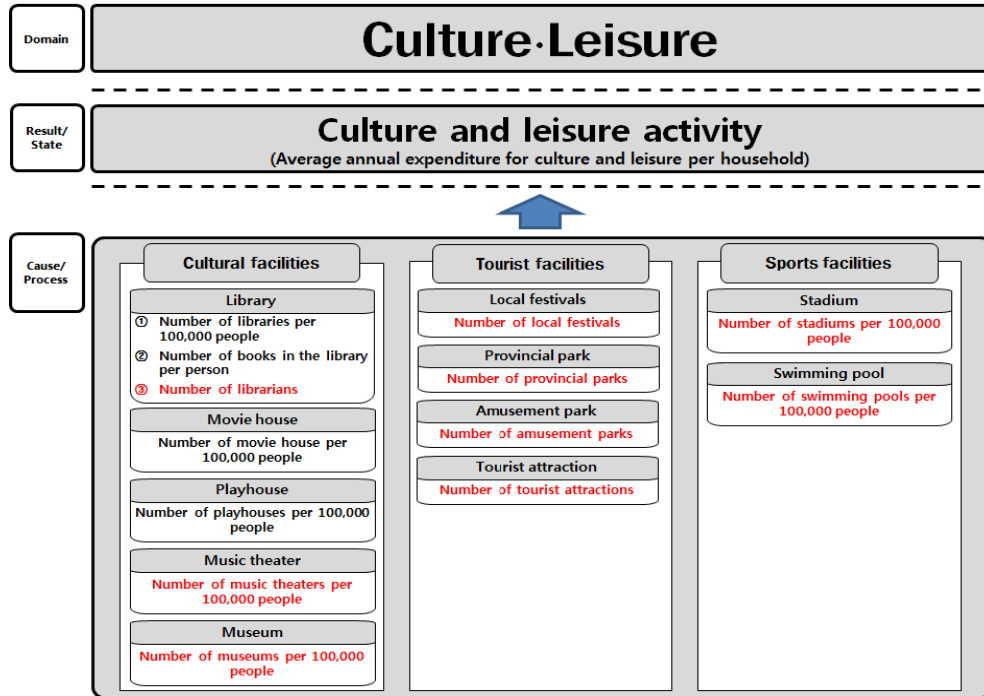 Domain
Culture·Leisure
Result/
State
Culture and leisure activity
(Average annual expenditure for culture and leisure per household)
Cause/
Process
Cultural facilities
Library
① Number of libraries per
100,000 people
② Number of books in the library
per person
③ Number of librarians
Movie house
Number of movie house per
100,000 people
Playhouse
Number of playhouses per 100,000
people
Music theater
Number of music theaters per
100,000 people
Museum
Number of museums per 100,000
people
Tourist facilities
Local festivals
Number of local festivals
Provincial park
Number of provincial parks
Amusement park
Number of amusement parks
Tourist attraction
Number of tourist attractions
Sports facilities
Stadium
Number of stadiums per 100,000
people
Swimming pool
Number of swimming pools per
100,000 people